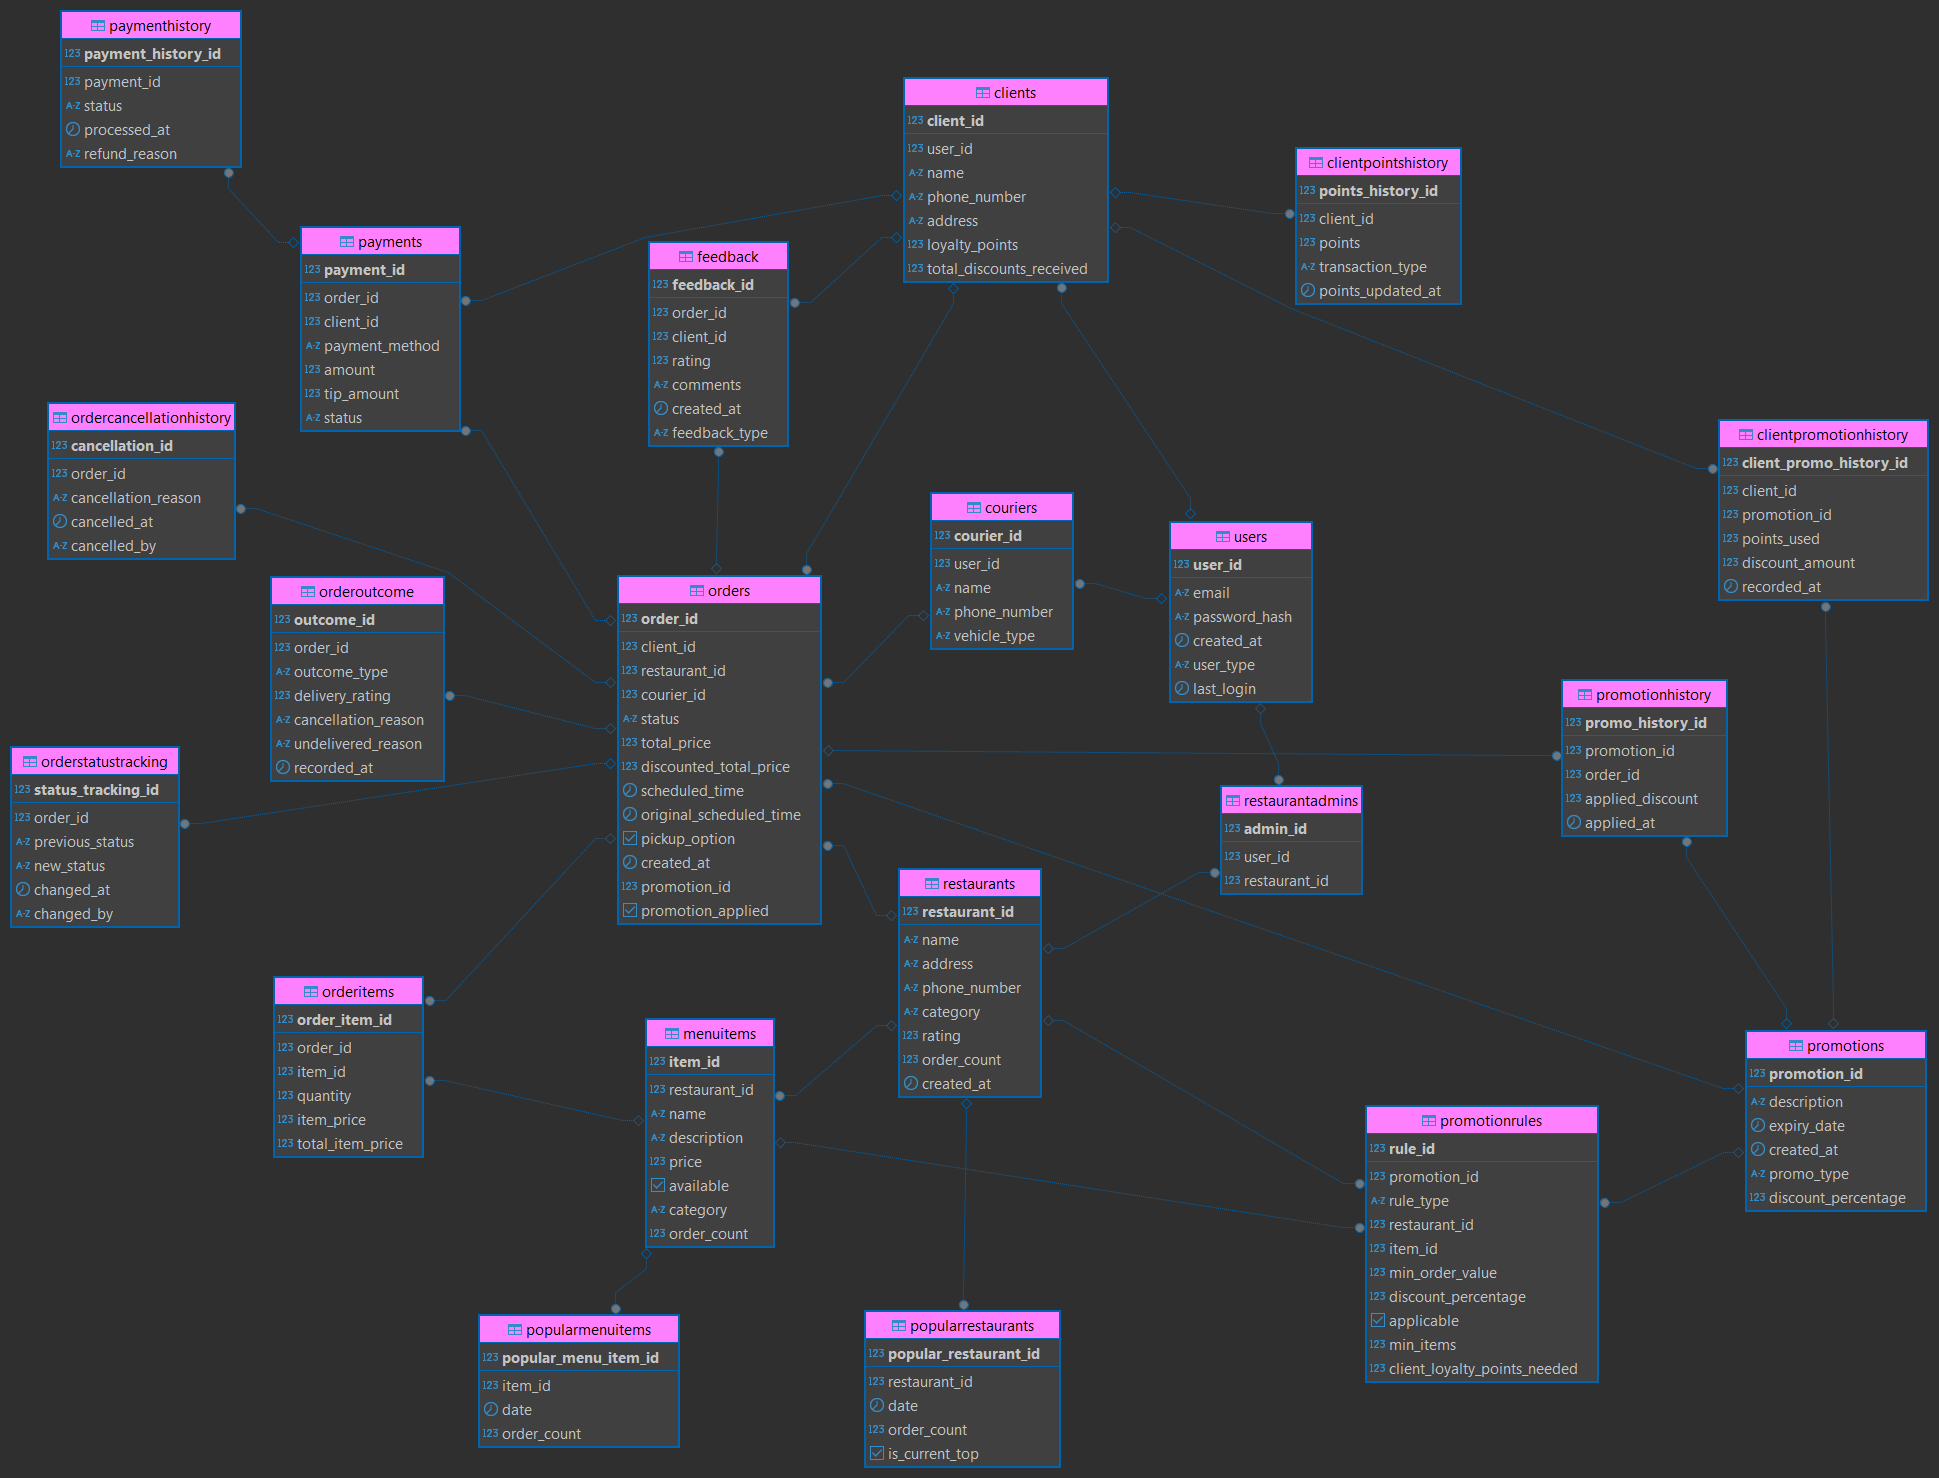 paymenthistory
123 payment_history_id
123 payment_id
A-Z status
processed_at
A-Z refund_reason
clients
123 client_id
123 user_id
A-Z name
A-Z phone_number
A-Z address
123 loyalty_points
123 total_discounts_received
clientpointshistory
123 points_history_id
123 client_id
123 points
A-Z transaction_type
points_updated_at
payments
123 payment_id
123 order_id
123 client_id
A-Z payment_method
123 amount
123 tip_amount
A-Z status
feedback
123 feedback_id
123 order_id
123 client_id
123 rating
A-Z comments
created_at
A-Z feedback_type
ordercancellationhistory
123 cancellation_id
123 order_id
A-Z cancellation_reason
cancelled_at
A-Z cancelled_by
clientpromotionhistory
123 client_promo_history_id
123 client_id
123 promotion_id
123 points_used
123 discount_amount
recorded_at
couriers
123 courier_id
123 user_id
A-Z name
A-Z phone_number
A-Z vehicle_type
users
123 user_id
A-Z email
A-Z password_hash
created_at
A-Z user_type
last_login
orderoutcome
123 outcome_id
123 order_id
A-Z outcome_type
123 delivery_rating
A-Z cancellation_reason
A-Z undelivered_reason
recorded_at
orders
123 order_id
123 client_id
123 restaurant_id
123 courier_id
A-Z status
123 total_price
123 discounted_total_price
scheduled_time
original_scheduled_time
pickup_option
created_at
123 promotion_id
promotion_applied
promotionhistory
123 promo_history_id
123 promotion_id
123 order_id
123 applied_discount
applied_at
orderstatustracking
123 status_tracking_id
123 order_id
A-Z previous_status
A-Z new_status
changed_at
A-Z changed_by
restaurantadmins
123 admin_id
123 user_id
123 restaurant_id
restaurants
123 restaurant_id
A-Z name
A-Z address
A-Z phone_number
A-Z category
123 rating
123 order_count
created_at
orderitems
123 order_item_id
123 order_id
123 item_id
123 quantity
123 item_price
123 total_item_price
menuitems
123 item_id
123 restaurant_id
A-Z name
A-Z description
123 price
available
A-Z category
123 order_count
promotions
123 promotion_id
A-Z description
expiry_date
created_at
A-Z promo_type
123 discount_percentage
promotionrules
123 rule_id
123 promotion_id
A-Z rule_type
123 restaurant_id
123 item_id
123 min_order_value
123 discount_percentage
applicable
123 min_items
123 client_loyalty_points_needed
popularmenuitems
123 popular_menu_item_id
123 item_id
date
123 order_count
popularrestaurants
123 popular_restaurant_id
123 restaurant_id
date
123 order_count
is_current_top